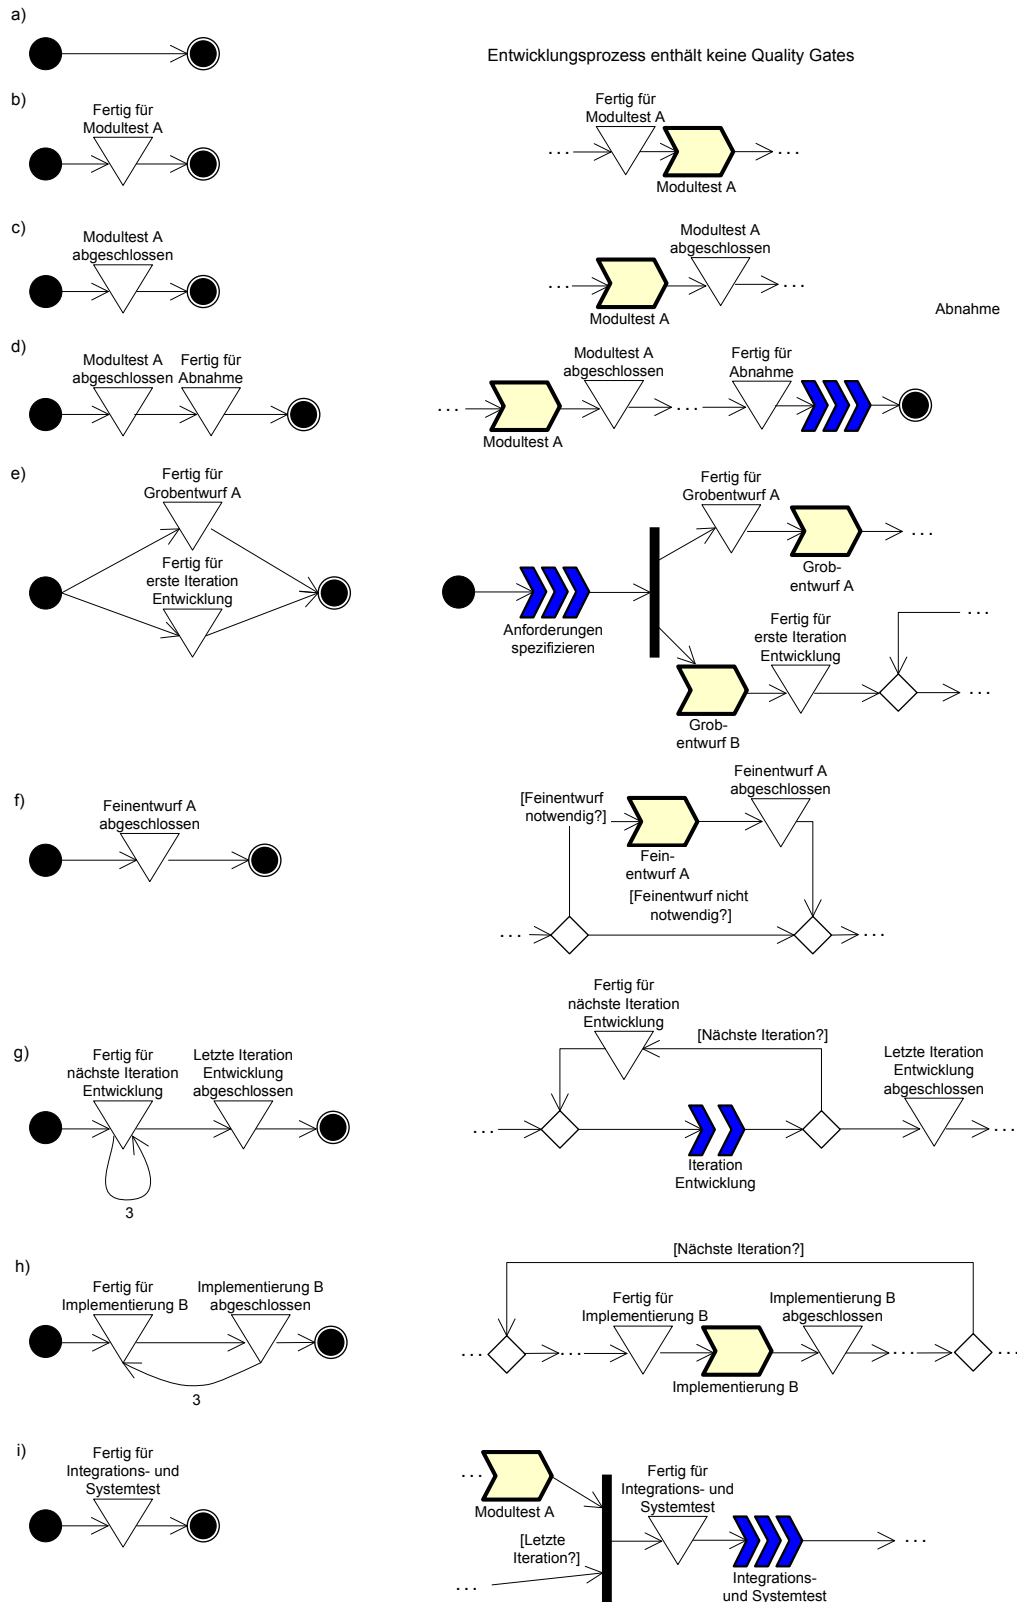 a)
Entwicklungsprozess enthält keine Quality Gates
b)
Fertig für
Modultest A
Fertig für
Modultest A
Modultest A
c)
Modultest A
abgeschlossen
Modultest A
abgeschlossen
Modultest A
Abnahme
d)
Modultest A
abgeschlossen
Fertig für
Abnahme
Modultest A
abgeschlossen
Fertig für
Abnahme
...
...
Modultest A
e)
Fertig für
Grobentwurf A
Fertig für
erste Iteration
Entwicklung
Fertig für
Grobentwurf A
...
Grob-
entwurf A
Anforderungen
spezifizieren
Fertig für
erste Iteration
Entwicklung
...
...
Grob-
entwurf B
f)
Feinentwurf A
abgeschlossen
Feinentwurf A
abgeschlossen
[Feinentwurf
notwendig?]
Fein-
entwurf A
[Feinentwurf nicht
notwendig?]
...
...
g)
Fertig für
nächste Iteration
Entwicklung
Letzte Iteration
Entwicklung
abgeschlossen
3
Fertig für
nächste Iteration
Entwicklung
[Nächste Iteration?]
Letzte Iteration
Entwicklung
abgeschlossen
...
...
Iteration
Entwicklung
h)
Fertig für
Implementierung B
Implementierung B
abgeschlossen
3
[Nächste Iteration?]
Fertig für
Implementierung B
Implementierung B
abgeschlossen
...
...
...
...
Implementierung B
i)
Fertig für
Integrations- und
Systemtest
...
Modultest A
Fertig für
Integrations- und
Systemtest
[Letzte
Iteration?]
...
...
Integrations-
und Systemtest